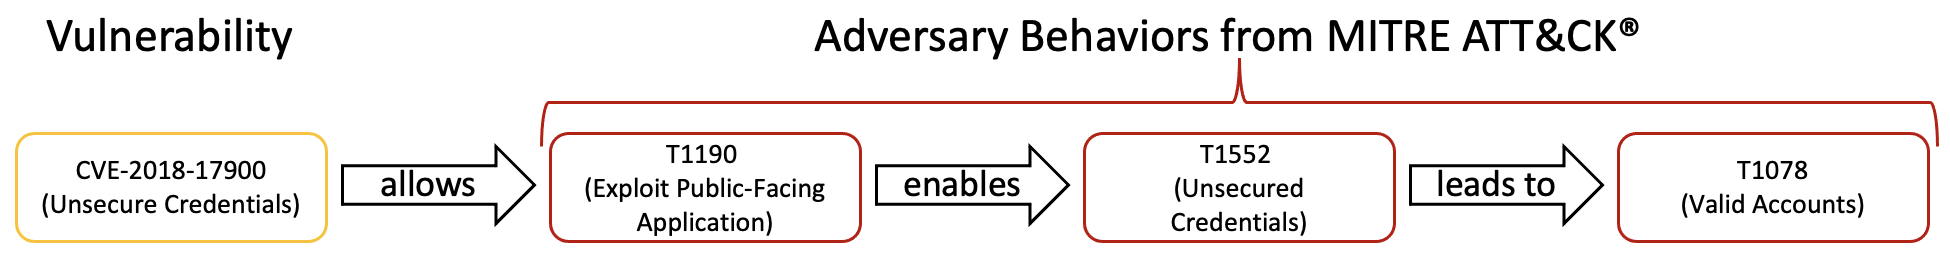 Vulnerability
Adversary Behaviors from MITRE ATT&CK®
CVE-2018-17900
(Unsecure Credentials)
allows
T1190
(Exploit Public-Facing
Application)
enables
T1552
(Unsecured
Credentials)
leads to
T1078
(Valid Accounts)